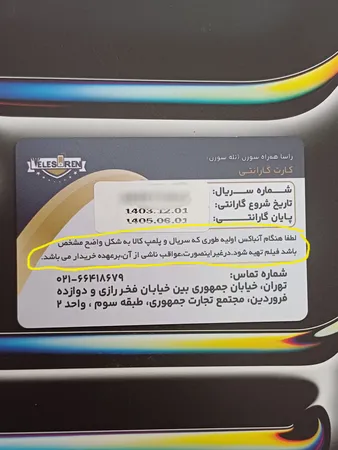 TELESOREN
راسا همراه سورن (تله سورن)
کارت گارانتی
شماره سریال:
تاریخ شروع گارانتی: 1403.12.01
پایان گارانتی: 1405.06.01
لطفا هنگام آنباکس اولیه طوری که سریال و پلمپ کالا به شکل واضح مشخص
باشد فیلم تهیه شود.درغیراینصورت،عواقب ناشی از آن،برعهده خریدار می باشد.
شماره تماس: ۰۲۱-۶۶۴۱۸۶۷۹
تهران، خیابان جمهوری بین خیابان فخر رازی و دوازده
فروردین، مجتمع تجارت جمهوری، طبقه سوم ، واحد ۲